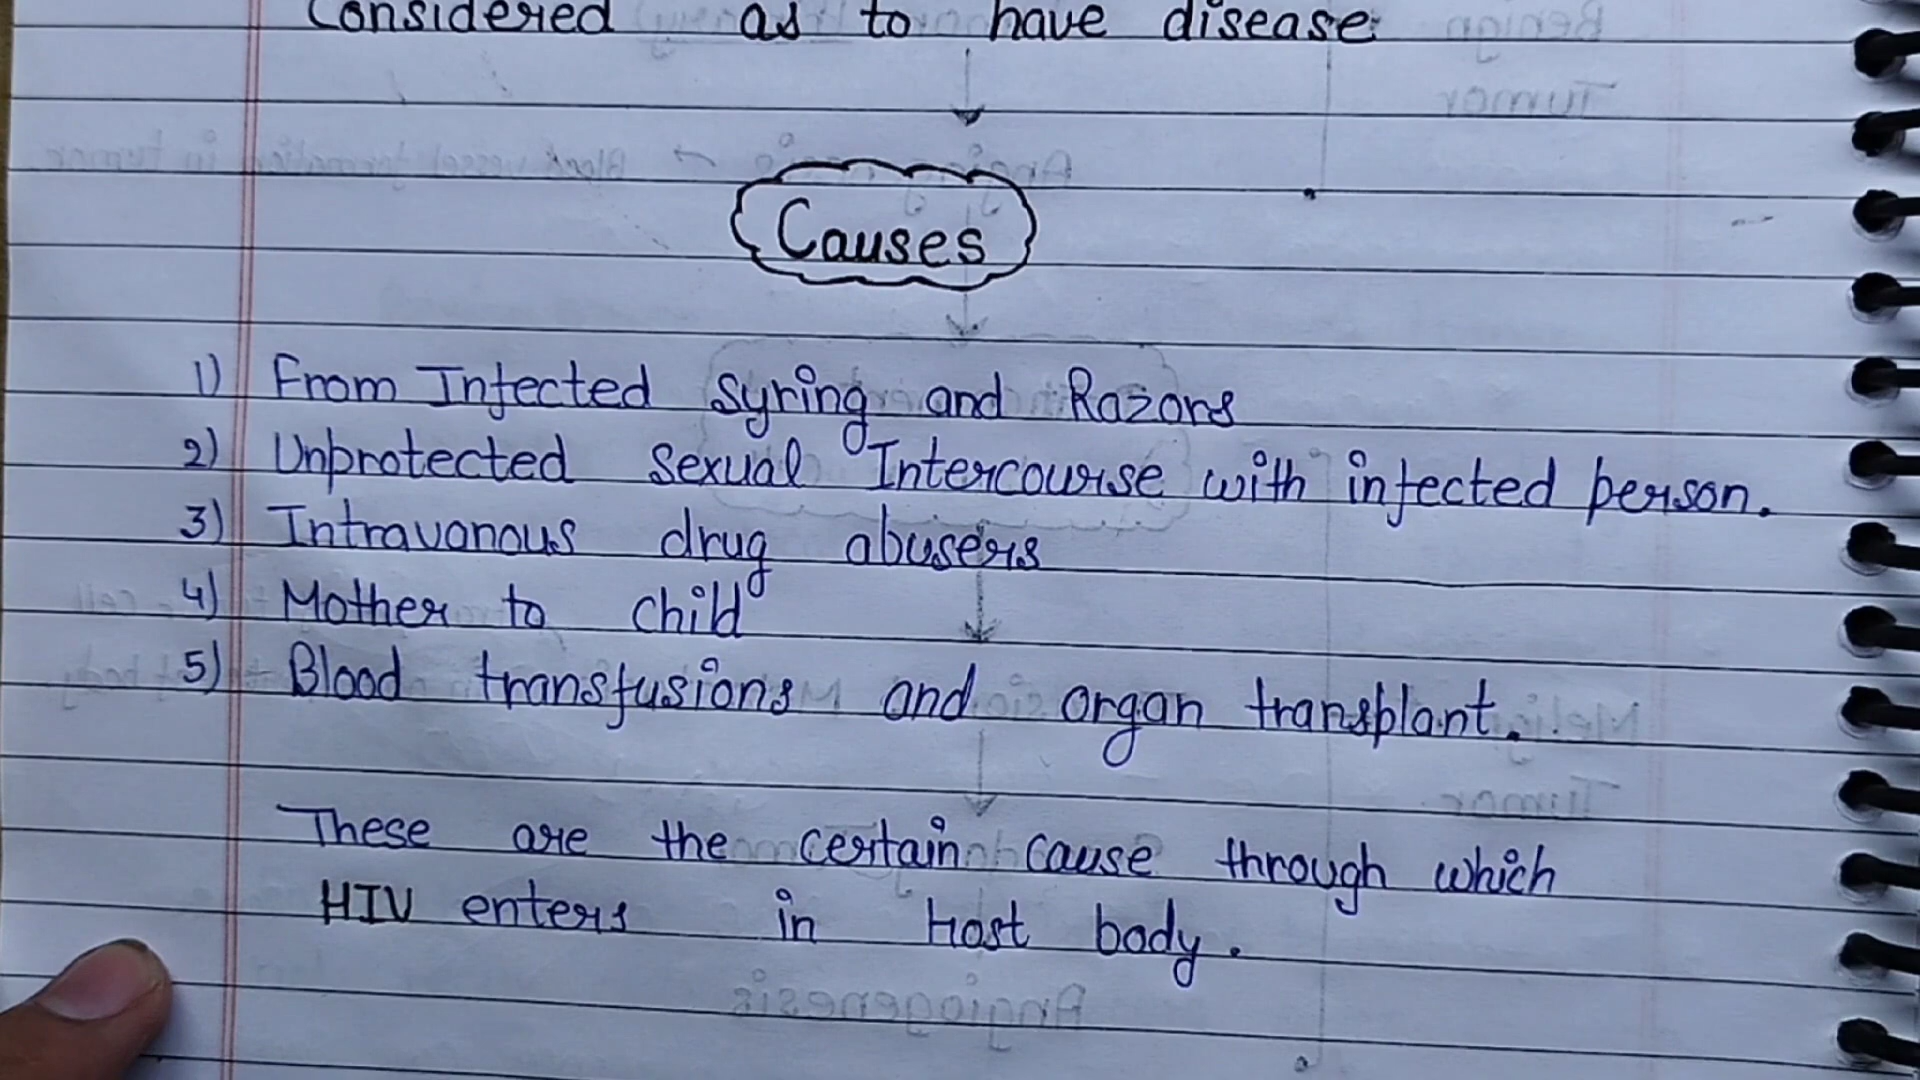 Considered as to have disease
Causes
1) From Infected Syring and Razors
2) Unprotected Sexual Intercourse with infected person.
3) Intravonous drug abusers
4) Mother to child
5) Blood transfusions and organ transplant.
These are the certain cause through which
HIV enters in host body.